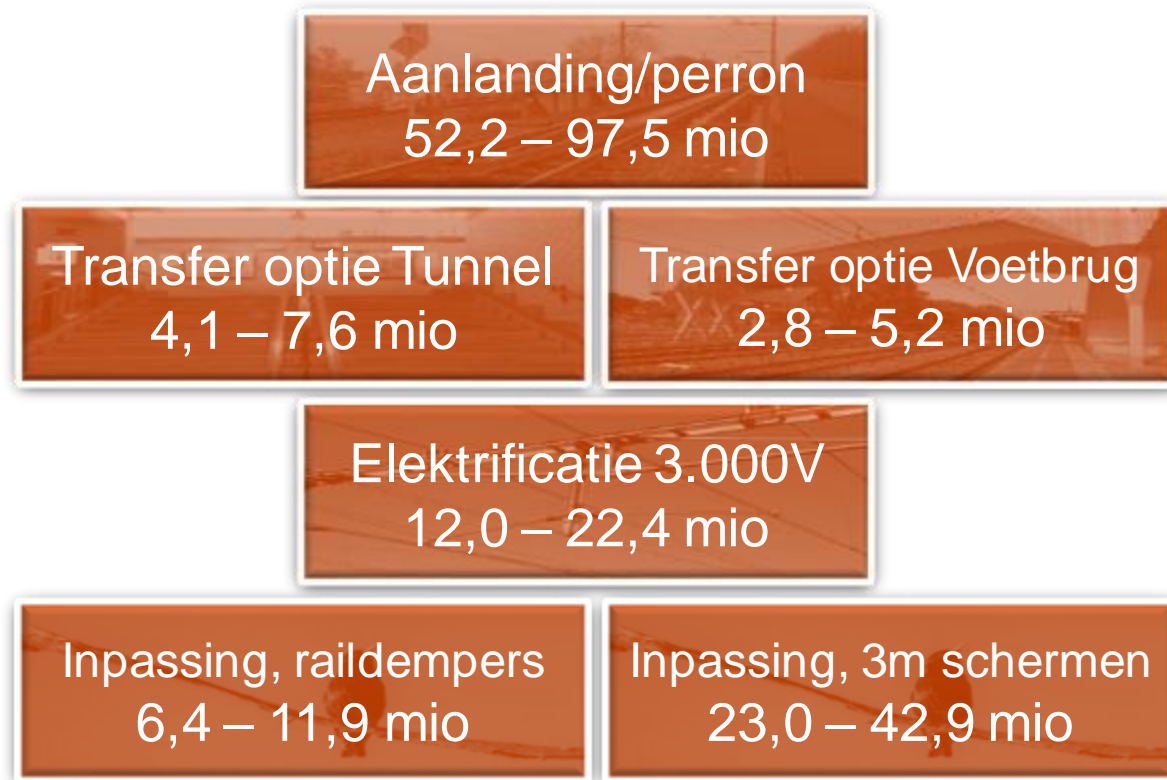 Aanlanding/perron
52,2 – 97,5 mio
Transfer optie Tunnel
4,1 – 7,6 mio
Transfer optie Voetbrug
2,8 – 5,2 mio
Elektrificatie 3.000V
12,0 – 22,4 mio
Inpassing, raildempers
6,4 – 11,9 mio
Inpassing, 3m schermen
23,0 – 42,9 mio